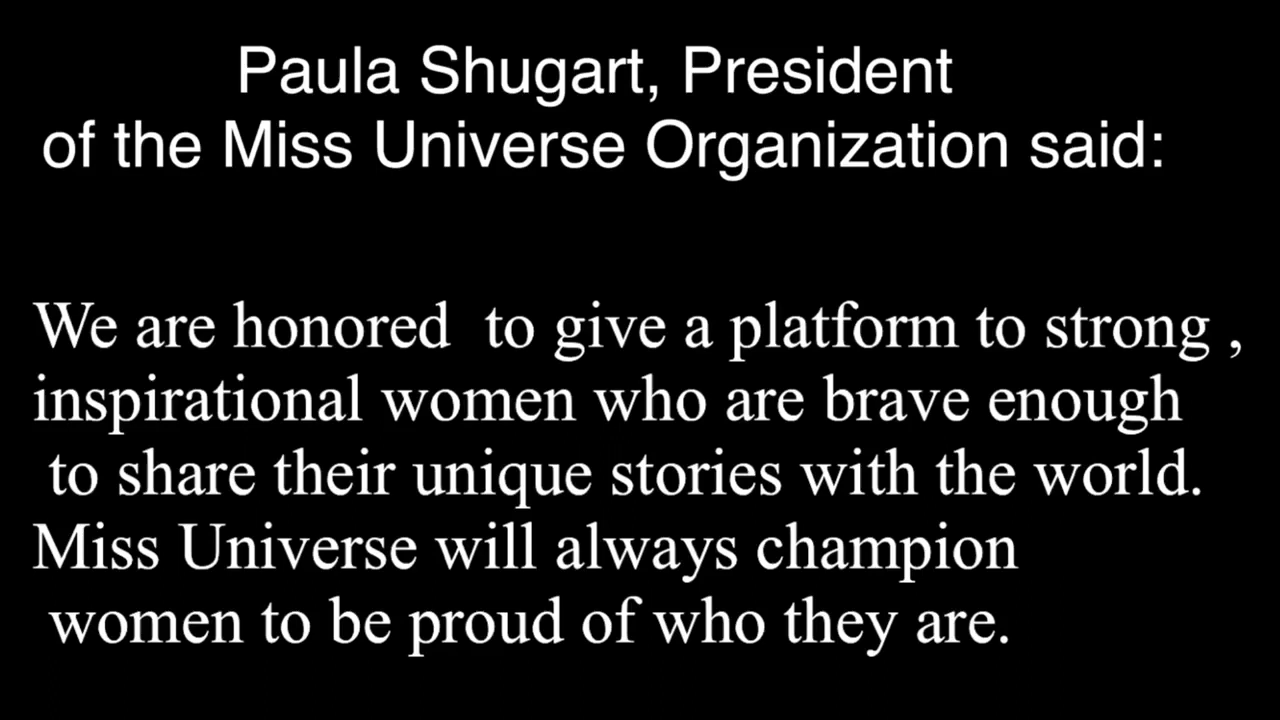 Paula Shugart, President
of the Miss Universe Organization said:
We are honored  to give a platform to strong ,
inspirational women who are brave enough
to share their unique stories with the world.
Miss Universe will always champion
women to be proud of who they are.